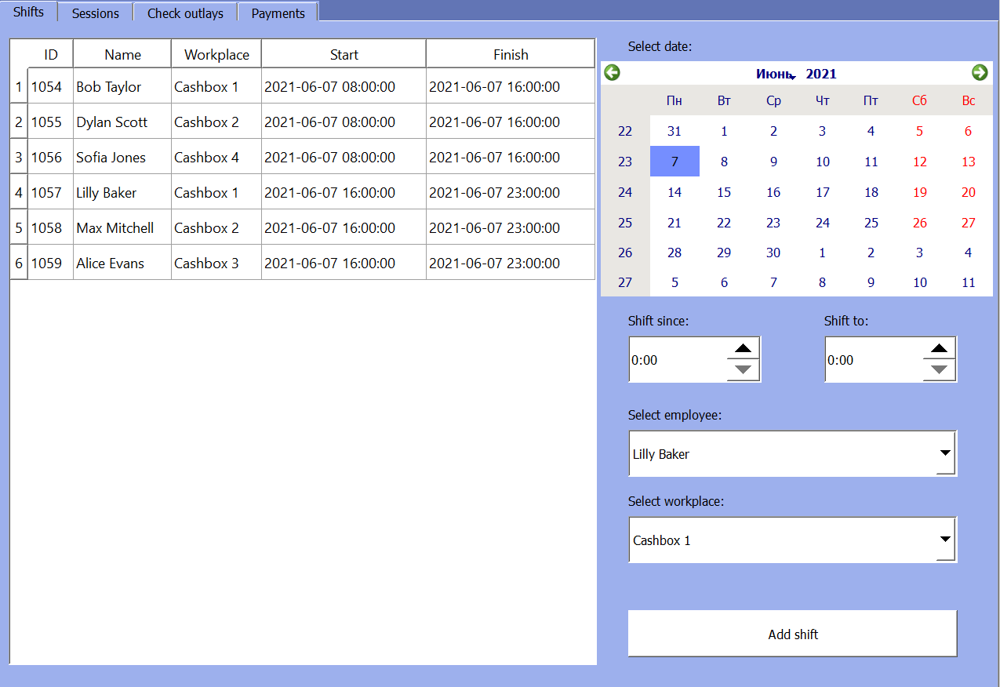 Shifts Sessions Check outlays Payments
ID Name Workplace Start Finish
1 1054 Bob Taylor Cashbox 1 2021-06-07 08:00:00 2021-06-07 16:00:00
2 1055 Dylan Scott Cashbox 2 2021-06-07 08:00:00 2021-06-07 16:00:00
3 1056 Sofia Jones Cashbox 4 2021-06-07 08:00:00 2021-06-07 16:00:00
4 1057 Lilly Baker Cashbox 1 2021-06-07 16:00:00 2021-06-07 23:00:00
5 1058 Max Mitchell Cashbox 2 2021-06-07 16:00:00 2021-06-07 23:00:00
6 1059 Alice Evans Cashbox 3 2021-06-07 16:00:00 2021-06-07 23:00:00
Select date:
Июнь 2021
Пн Вт Ср Чт Пт Сб Вс
22 31 1 2 3 4 5 6
23 7 8 9 10 11 12 13
24 14 15 16 17 18 19 20
25 21 22 23 24 25 26 27
26 28 29 30 1 2 3 4
27 5 6 7 8 9 10 11
Shift since: Shift to:
0:00 0:00
Select employee:
Lilly Baker
Select workplace:
Cashbox 1
Add shift